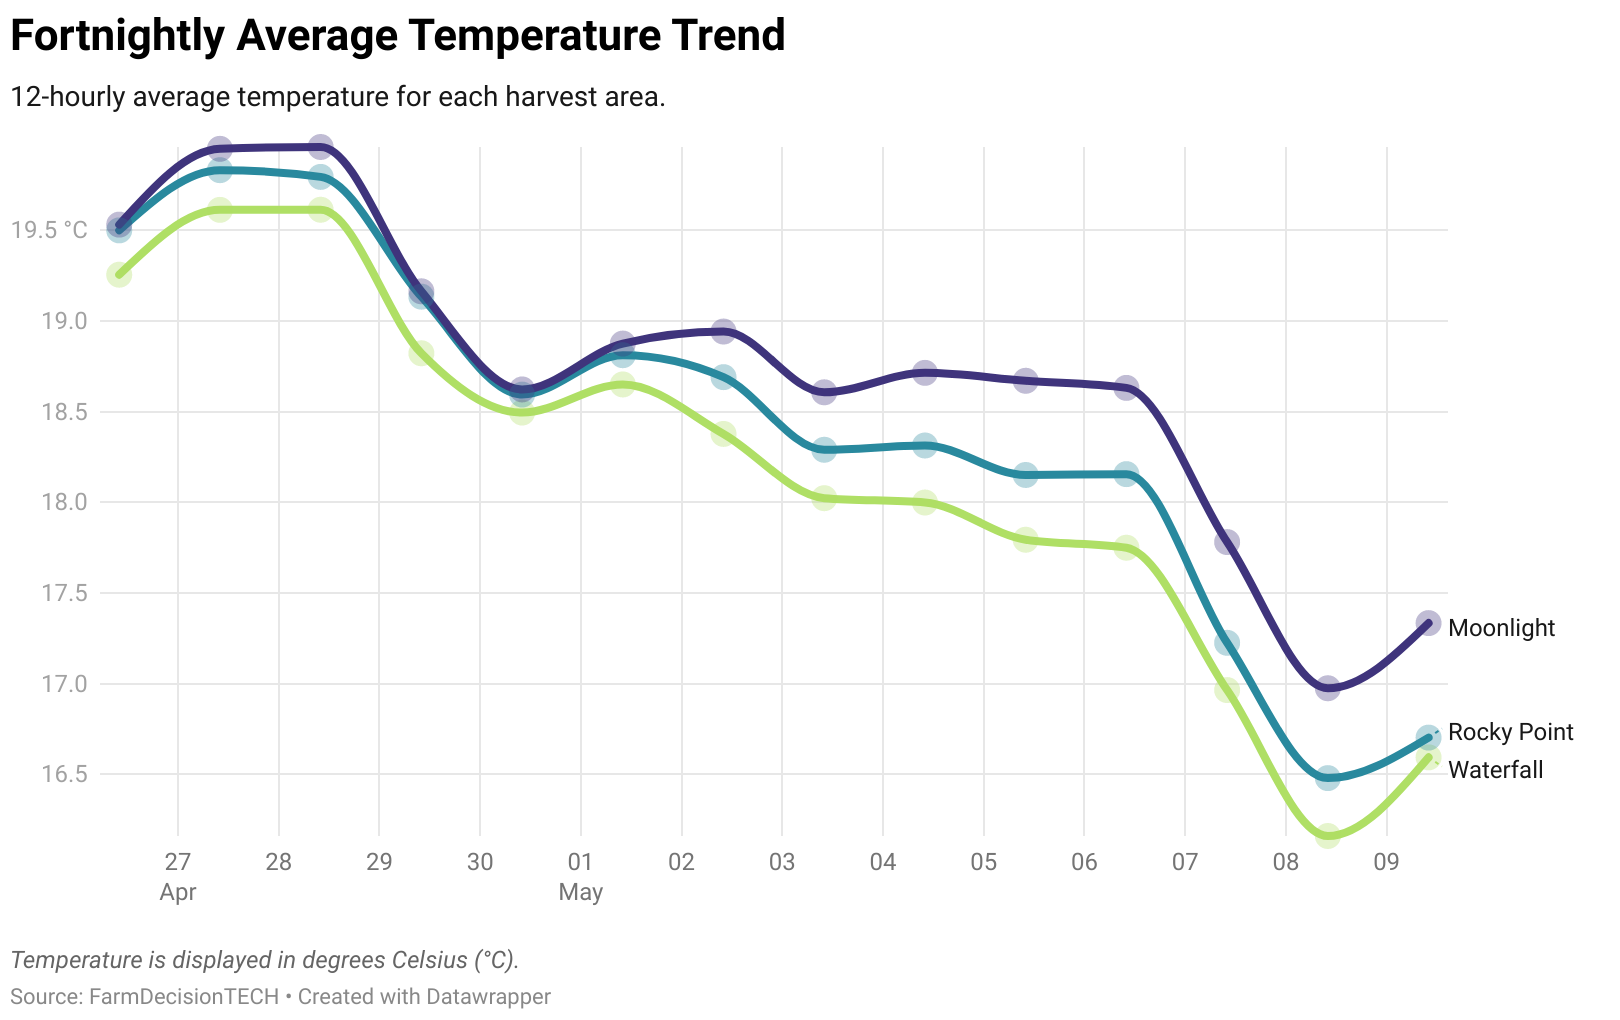 Fortnightly Average Temperature Trend
12-hourly average temperature for each harvest area.
19.5 °C
19.0
18.5
18.0
17.5
17.0
16.5
Moonlight
Rocky Point
Waterfall
27 28 29 30 01 02 03 04 05 06 07 08 09
Apr May
Temperature is displayed in degrees Celsius (°C).
Source: FarmDecisionTECH • Created with Datawrapper